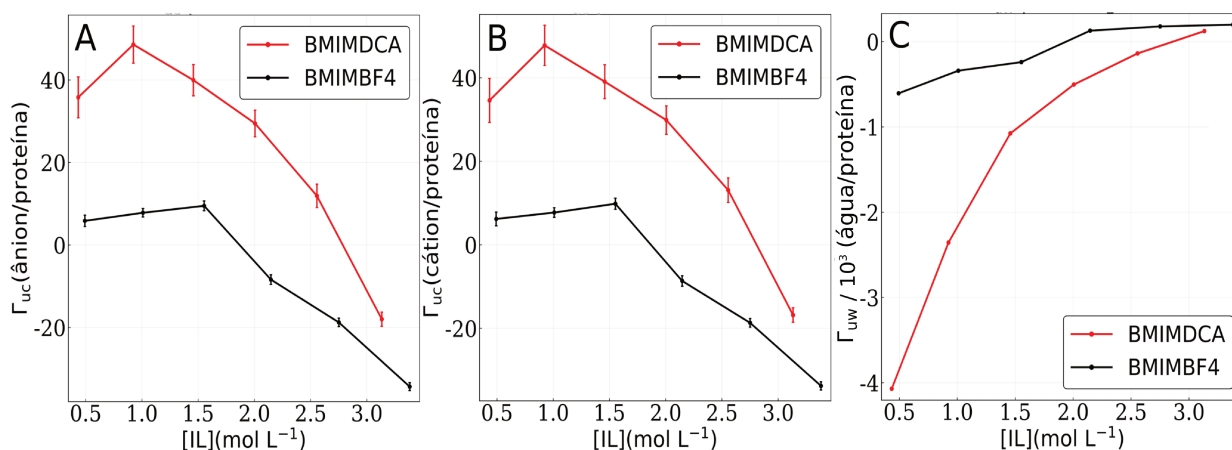 A
BMIMDCA
BMIMBF4
Γuc(ânion/proteína)
40
20
0
-20
0.5 1.0 1.5 2.0 2.5 3.0
[IL](mol L⁻¹)
B
BMIMDCA
BMIMBF4
Γuc(cátion/proteína)
40
20
0
-20
0.5 1.0 1.5 2.0 2.5 3.0
[IL](mol L⁻¹)
C
Γuw / 10³ (água/proteína)
0
-1
-2
-3
-4
BMIMDCA
BMIMBF4
0.5 1.0 1.5 2.0 2.5 3.0
[IL](mol L⁻¹)